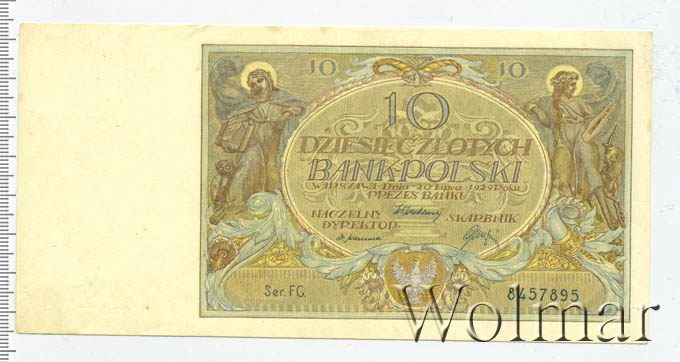 10 10
10
DZIESIĘĆ ZŁOTYCH
BANK POLSKI
WARSZAWA Dnia 20 Lipca 1929 Roku
PREZES BANKU
NACZELNY SKARBNIK
DYREKTOR
Ser. FC. 8457895
Wolmar